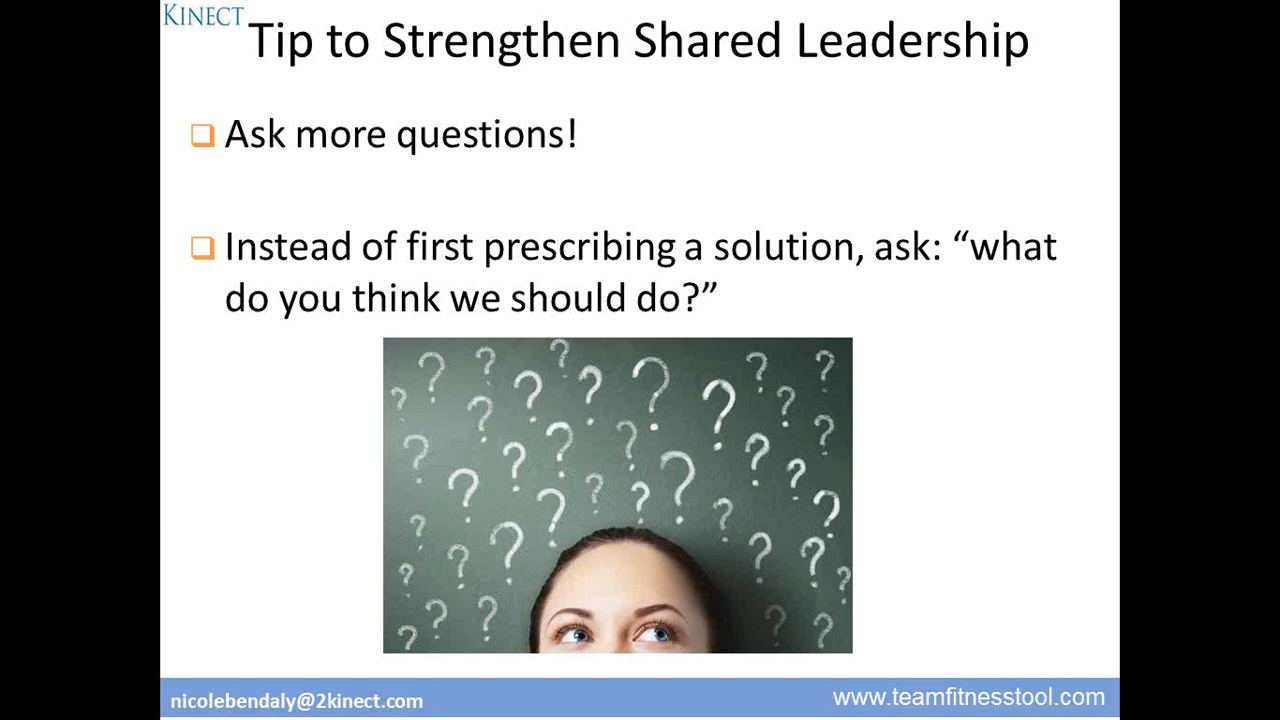 KINECT
Tip to Strengthen Shared Leadership
Ask more questions!
Instead of first prescribing a solution, ask: “what
do you think we should do?”
nicolebendaly@2kinect.com
www.teamfitnesstool.com